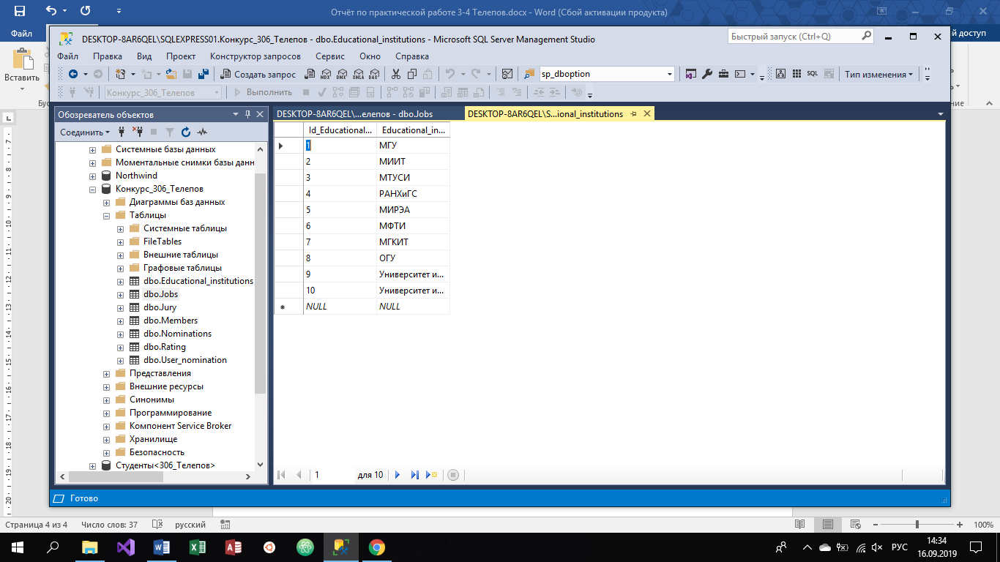 Отчёт по практической работе 3-4 Телепов.docx - Word (Сбой активации продукта)
Файл
й доступ
Вставить
Бус
DESKTOP-8AR6QEL\SQLEXPRESS01.Конкурс_306_Телепов - dbo.Educational_institutions - Microsoft SQL Server Management Studio
Быстрый запуск (Ctrl+Q)
Файл Правка Вид Проект Конструктор запросов Сервис Окно Справка
Создать запрос MDX DMX XMLA DAX sp_dboption SQL Тип изменения
Конкурс_306_Телепов Выполнить
Обозреватель объектов
Соединить
Системные базы данных
Моментальные снимки базы данн
Northwind
Конкурс_306_Телепов
Диаграммы баз данных
Таблицы
Системные таблицы
FileTables
Внешние таблицы
Графовые таблицы
dbo.Educational_institutions
dbo.Jobs
dbo.Jury
dbo.Members
dbo.Nominations
dbo.Rating
dbo.User_nomination
Представления
Внешние ресурсы
Синонимы
Программирование
Компонент Service Broker
Хранилище
Безопасность
Студенты<306_Телепов>
DESKTOP-8AR6QEL\...елепов - dbo.Jobs DESKTOP-8AR6QEL\S...ional_institutions
Id_Educational... Educational_in...
1 МГУ
2 МИИТ
3 МТУСИ
4 РАНХиГС
5 МИРЭА
6 МФТИ
7 МГКИТ
8 ОГУ
9 Университет и...
10 Университет и...
NULL NULL
1 для 10
Готово
Страница 4 из 4 Число слов: 37 русский 100%
РУС 14:34
16.09.2019